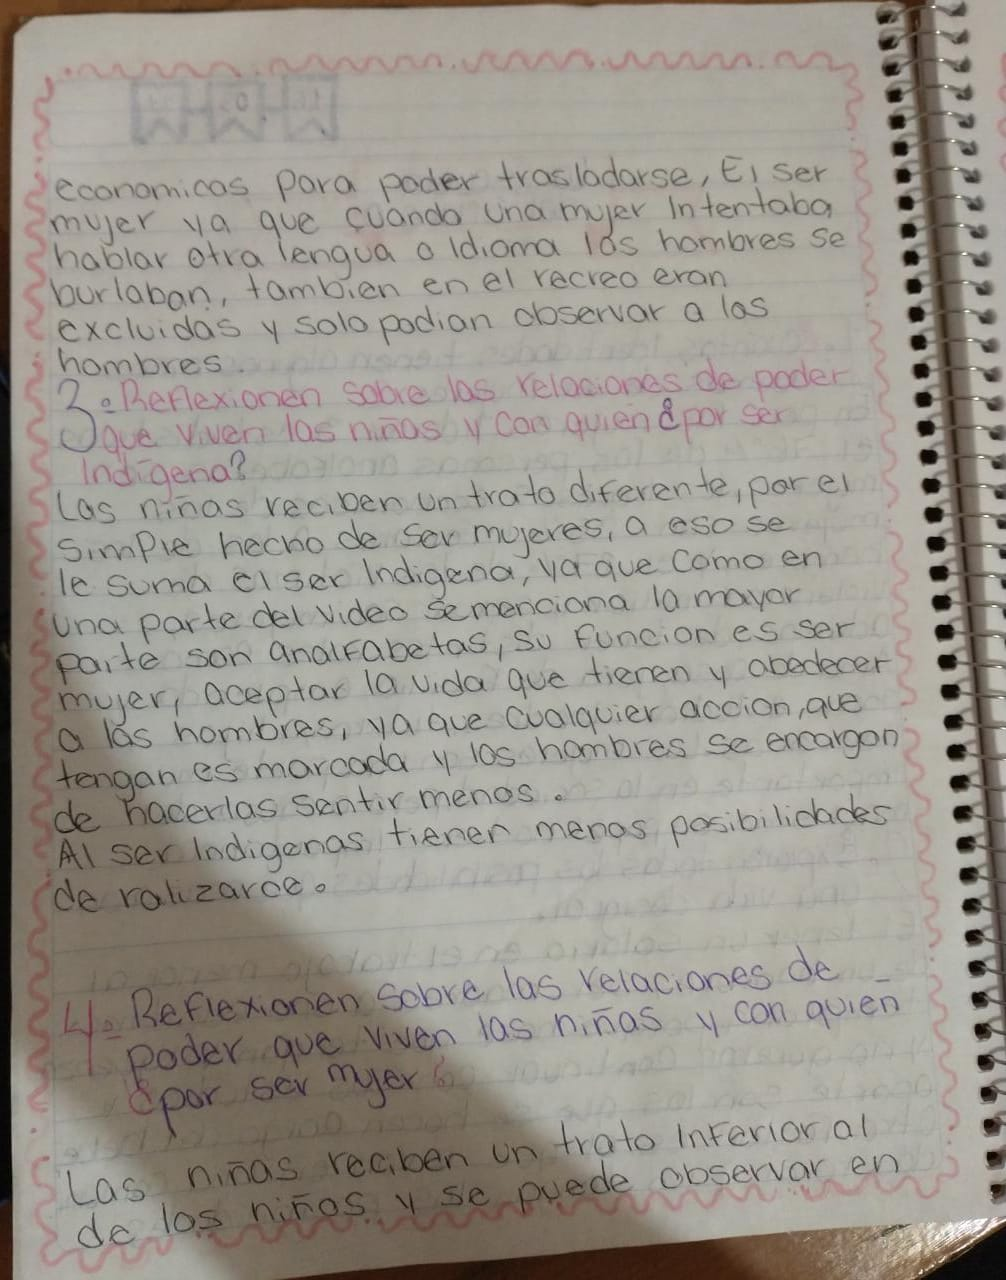 economicas para poder trasladarse, El ser
mujer ya que cuando una mujer Intentaba
hablar otra lengua o Idioma los hombres se
burlaban, tambien en el recreo eran
excluidas y solo podian observar a los
hombres.
3.- Reflexionen sobre las relaciones de poder
que viven las niñas y con quien ¿por ser
Indígena?
Las niñas reciben un trato diferente, por el
simple hecho de ser mujeres, a eso se
le suma el ser Indigena, ya que como en
una parte del video se menciona la mayor
parte son analfabetas, su funcion es ser
mujer, aceptar la vida que tienen y obedecer
a los hombres, ya que cualquier accion, que
tengan es marcada y los hombres se encargan
de hacerlas sentir menos.
Al ser Indigenas tienen menos posibilidades
de ralizarce.
4.- Reflexionen sobre las relaciones de
poder que viven las niñas y con quien
¿por ser mujer?
Las niñas reciben un trato Inferior al
de los niños y se puede observar en